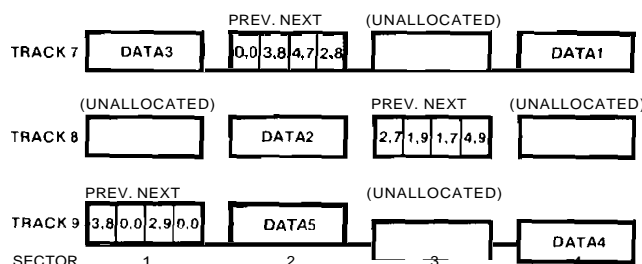 PREV. NEXT (UNALLOCATED)
TRACK 7 DATA3 0,0 3,8 4,7 2,8 DATA1
(UNALLOCATED) PREV. NEXT (UNALLOCATED)
TRACK 8 DATA2 2,7 1,9 1,7 4,9
PREV. NEXT (UNALLOCATED)
TRACK 9 3,8 0.0 2,9 0.0 DATA5 DATA4
SECTOR 1 2 3 4